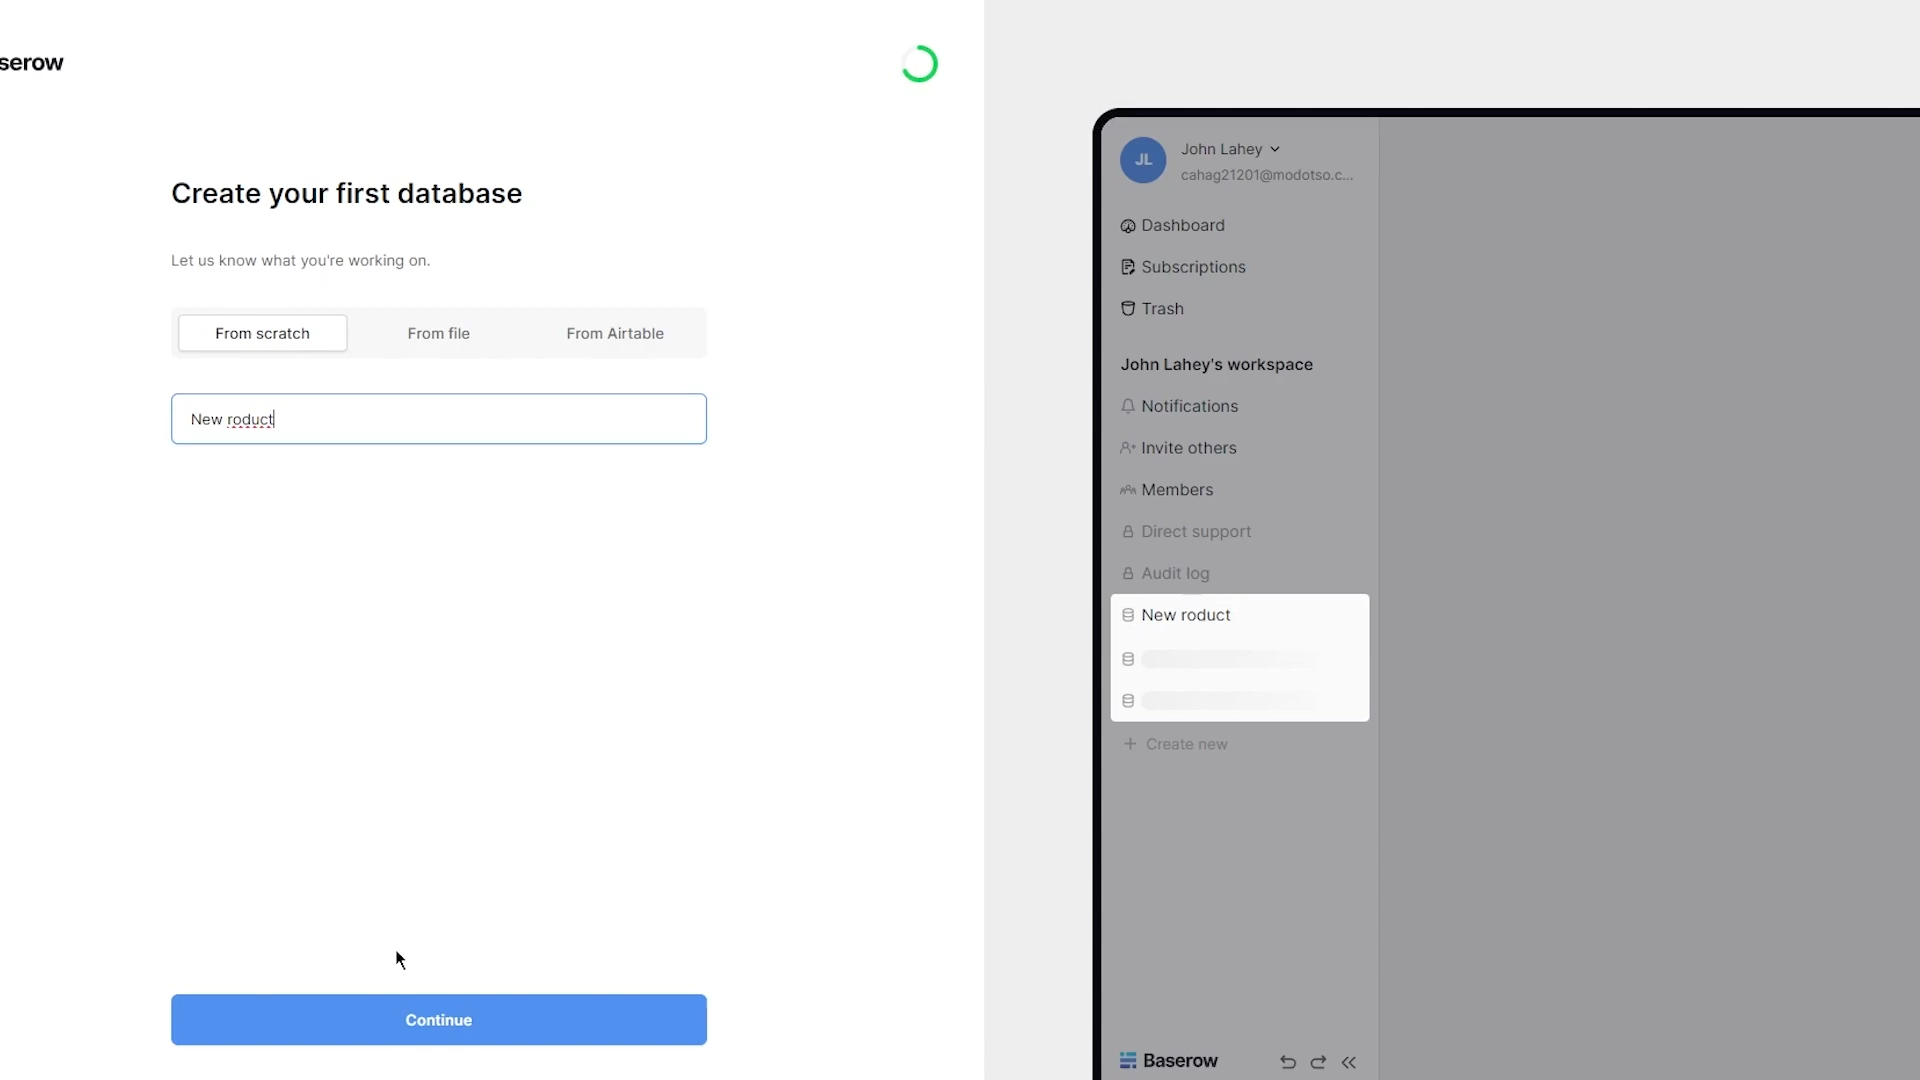 serow
Create your first database
Let us know what you're working on.
From scratch
From file
From Airtable
New roduct
Continue
JL
John Lahey
cahag21201@modotso.c...
Dashboard
Subscriptions
Trash
John Lahey's workspace
Notifications
Invite others
Members
Direct support
Audit log
New roduct
Create new
Baserow